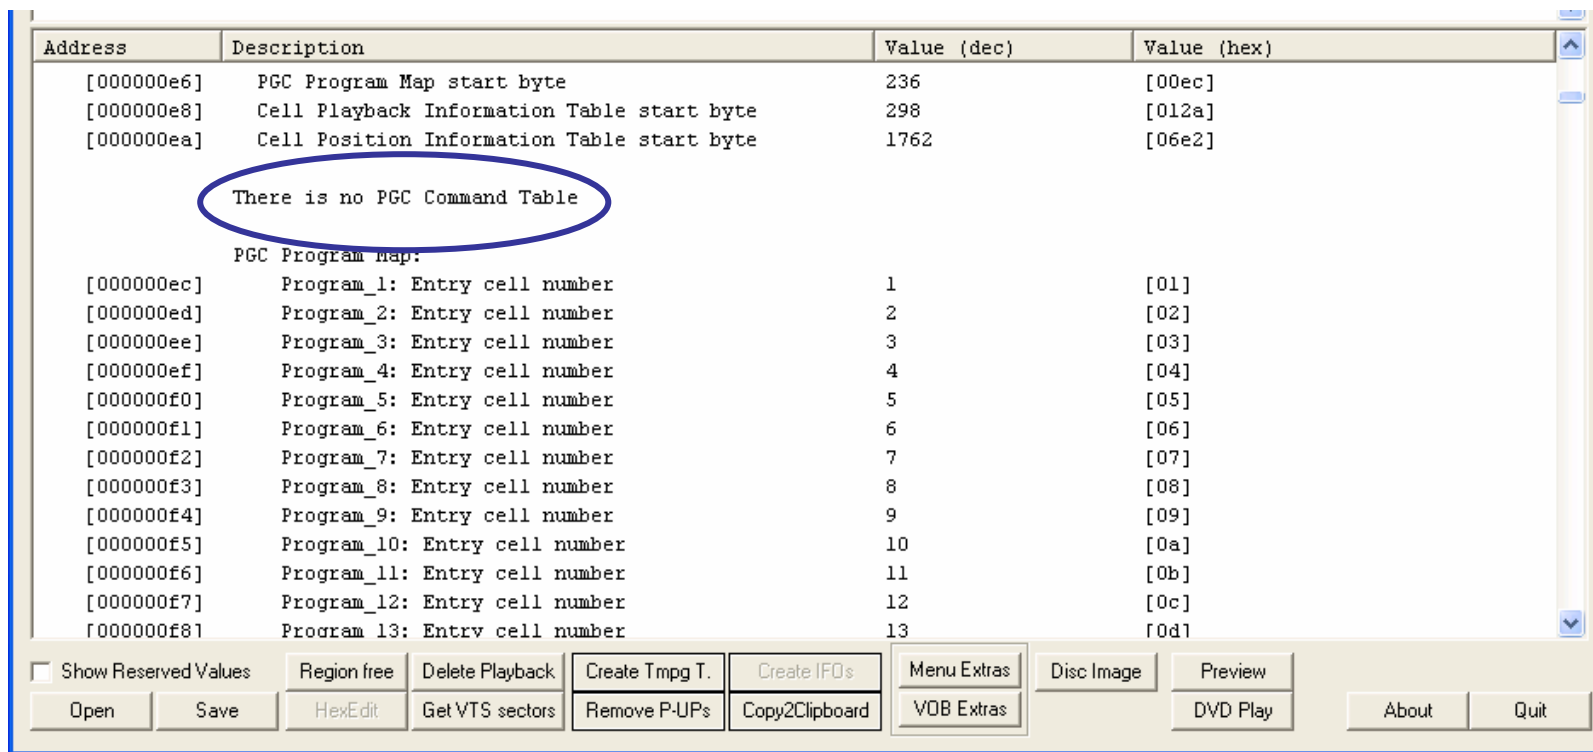 Address Description Value (dec) Value (hex)
[000000e6] PGC Program Map start byte 236 [00ec]
[000000e8] Cell Playback Information Table start byte 298 [012a]
[000000ea] Cell Position Information Table start byte 1762 [06e2]
There is no PGC Command Table
PGC Program Map:
[000000ec] Program_1: Entry cell number 1 [01]
[000000ed] Program_2: Entry cell number 2 [02]
[000000ee] Program_3: Entry cell number 3 [03]
[000000ef] Program_4: Entry cell number 4 [04]
[000000f0] Program_5: Entry cell number 5 [05]
[000000f1] Program_6: Entry cell number 6 [06]
[000000f2] Program_7: Entry cell number 7 [07]
[000000f3] Program_8: Entry cell number 8 [08]
[000000f4] Program_9: Entry cell number 9 [09]
[000000f5] Program_10: Entry cell number 10 [0a]
[000000f6] Program_11: Entry cell number 11 [0b]
[000000f7] Program_12: Entry cell number 12 [0c]
[000000f8] Program_13: Entry cell number 13 [0d]
Show Reserved Values Region free Delete Playback Create Tmpg T. Create IFOs Menu Extras Disc Image Preview
Open Save HexEdit Get VTS sectors Remove P-UPs Copy2Clipboard VOB Extras DVD Play About Quit